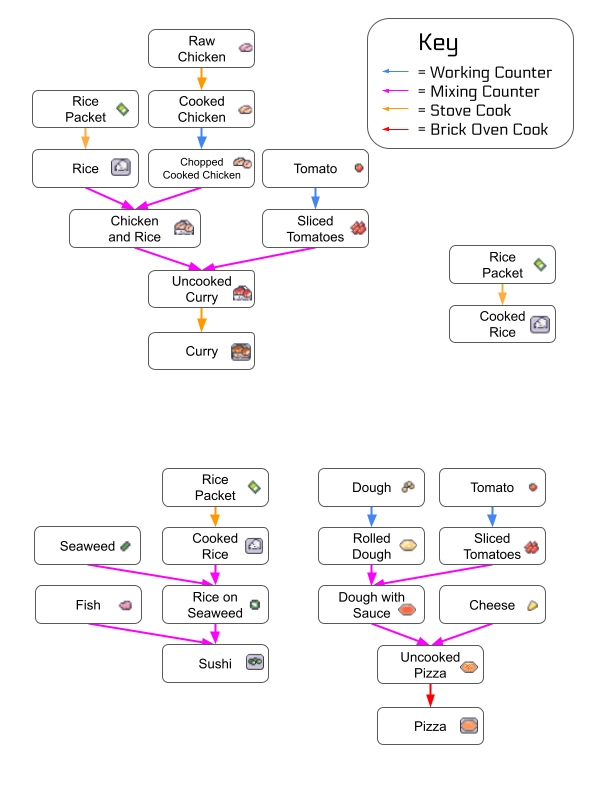 Raw
Chicken
Key
= Working Counter
= Mixing Counter
= Stove Cook
= Brick Oven Cook
Rice
Packet
Cooked
Chicken
Rice
Chopped
Cooked Chicken
Tomato
Chicken
and Rice
Sliced
Tomatoes
Uncooked
Curry
Curry
Rice
Packet
Cooked
Rice
Rice
Packet
Seaweed
Cooked
Rice
Fish
Rice on
Seaweed
Sushi
Dough
Tomato
Rolled
Dough
Sliced
Tomatoes
Dough with
Sauce
Cheese
Uncooked
Pizza
Pizza